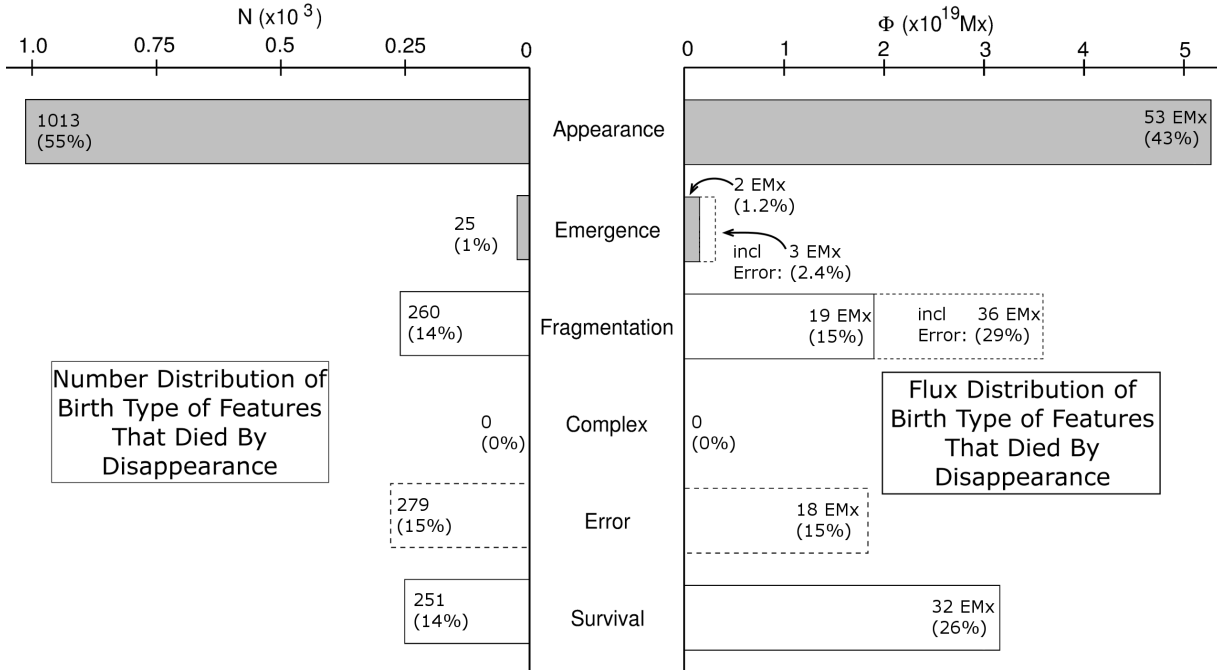 N (x10 3)
1.0 0.75 0.5 0.25 0
Φ (x10 19 Mx)
0 1 2 3 4 5
1013
(55%)
Appearance
53 EMx
(43%)
25
(1%)
Emergence
2 EMx
(1.2%)
incl 3 EMx
Error: (2.4%)
260
(14%)
Fragmentation
19 EMx
(15%)
incl 36 EMx
Error: (29%)
Number Distribution of
Birth Type of Features
That Died By
Disappearance
0
(0%)
Complex
0
(0%)
Flux Distribution of
Birth Type of Features
That Died By
Disappearance
279
(15%)
Error
18 EMx
(15%)
251
(14%)
Survival
32 EMx
(26%)